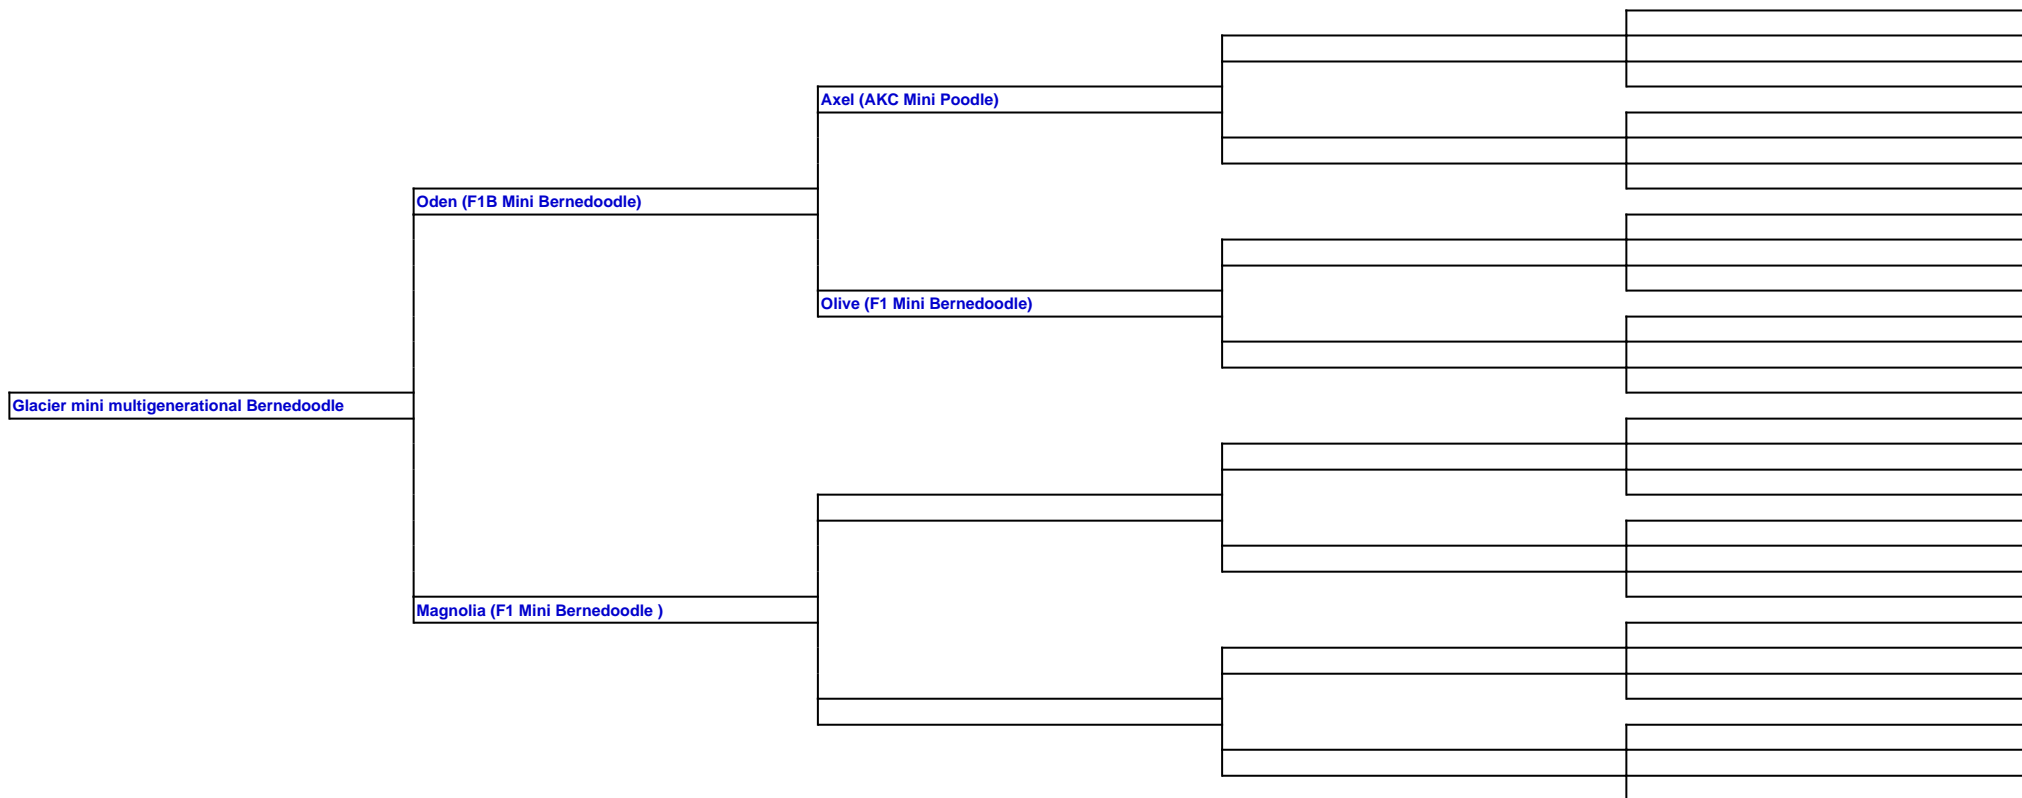 Axel (AKC Mini Poodle)
Oden (F1B Mini Bernedoodle)
Olive (F1 Mini Bernedoodle)
Glacier mini multigenerational Bernedoodle
Magnolia (F1 Mini Bernedoodle )